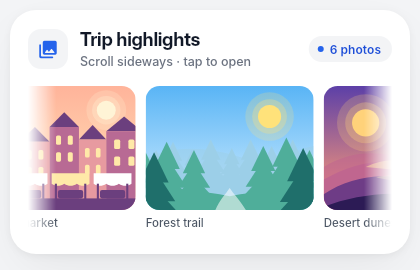 Trip highlights
Scroll sideways · tap to open
6 photos
arket
Forest trail
Desert dune